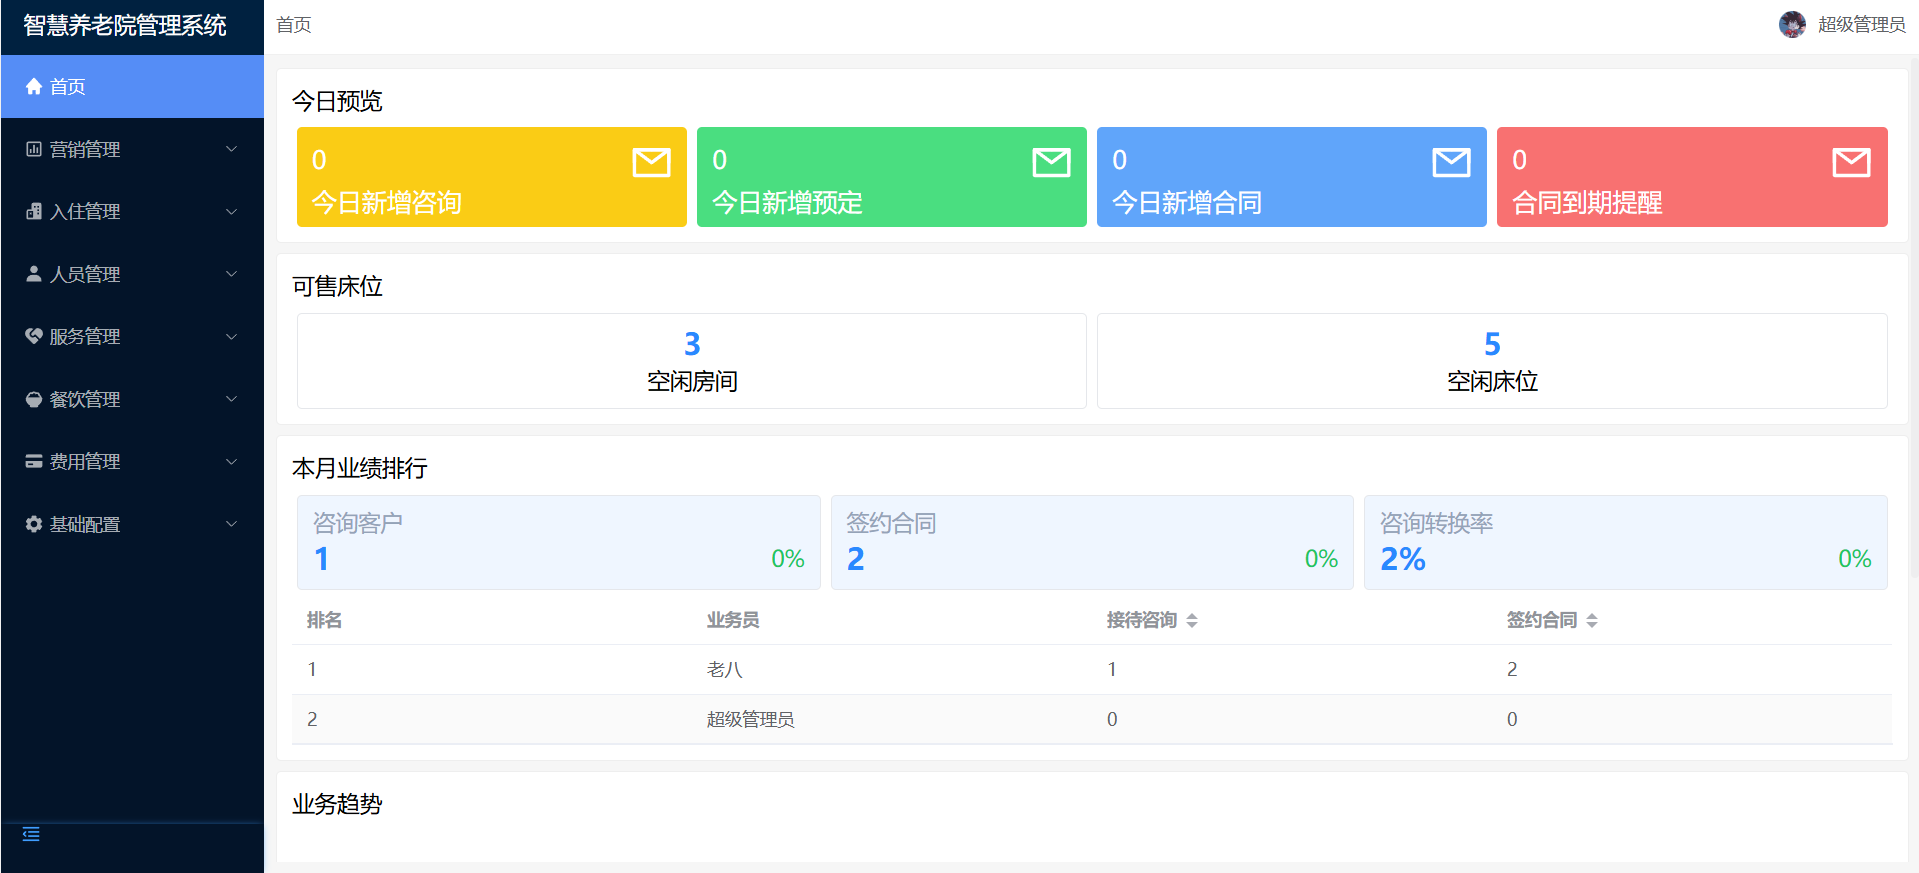 智慧养老院管理系统
首页
超级管理员
首页
营销管理
入住管理
人员管理
服务管理
餐饮管理
费用管理
基础配置
今日预览
0
今日新增咨询
0
今日新增预定
0
今日新增合同
0
合同到期提醒
可售床位
3
空闲房间
5
空闲床位
本月业绩排行
咨询客户
1 0%
签约合同
2 0%
咨询转换率
2% 0%
排名 业务员 接待咨询 签约合同
1 老八 1 2
2 超级管理员 0 0
业务趋势